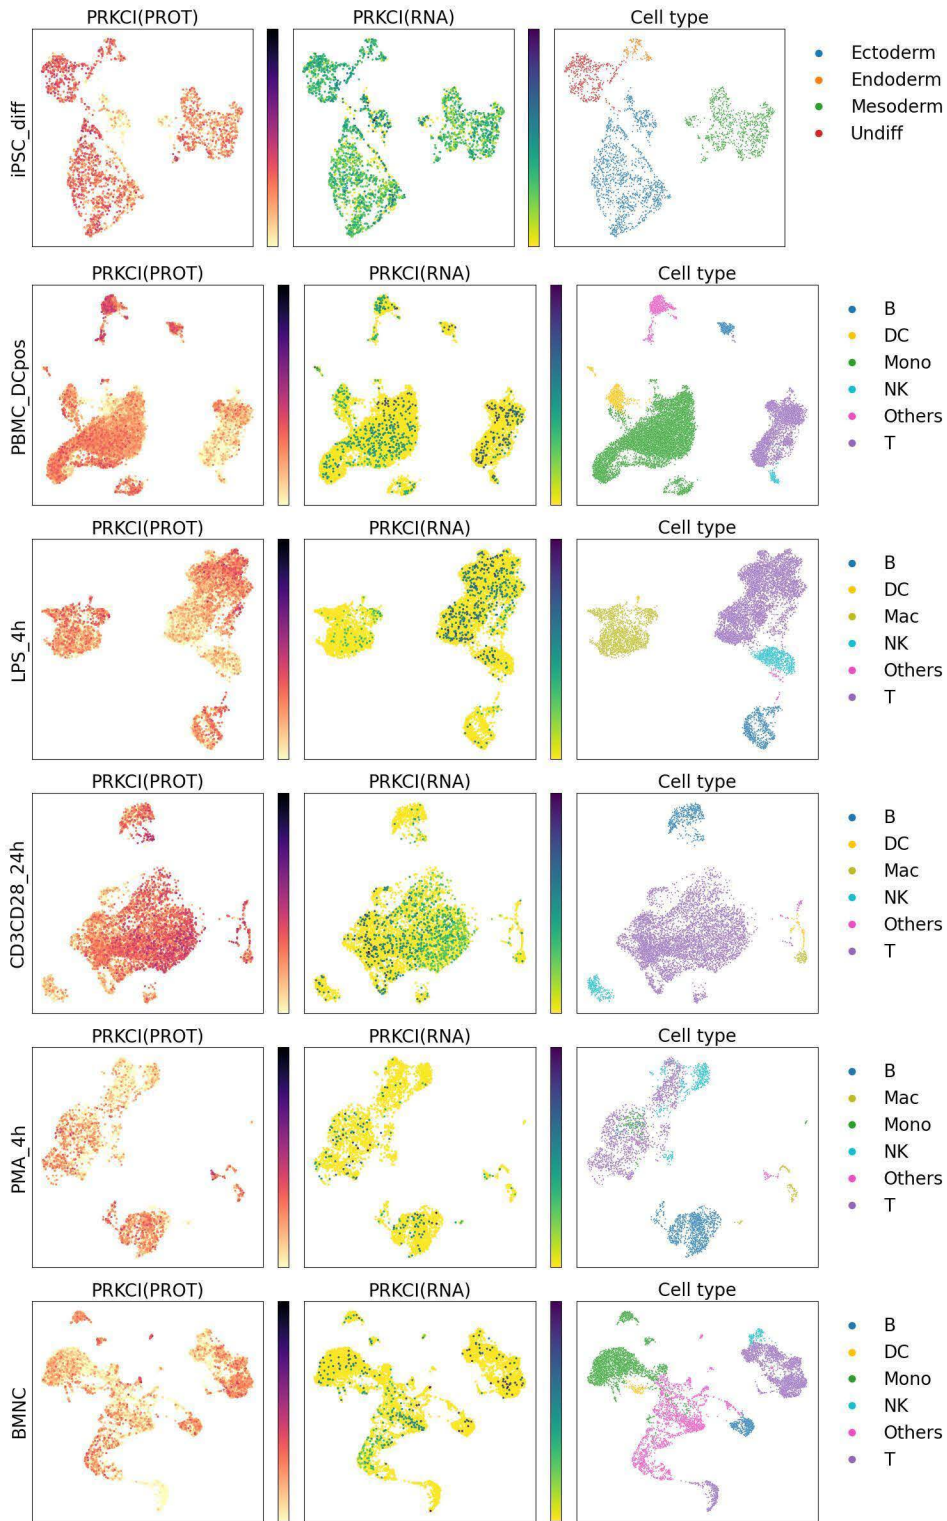 PRKCI(PROT) PRKCI(RNA) Cell type
iPSC_diff
Ectoderm
Endoderm
Mesoderm
Undiff
PRKCI(PROT) PRKCI(RNA) Cell type
PBMC_DCpos
B
DC
Mono
NK
Others
T
PRKCI(PROT) PRKCI(RNA) Cell type
LPS_4h
B
DC
Mac
NK
Others
T
PRKCI(PROT) PRKCI(RNA) Cell type
CD3CD28_24h
B
DC
Mac
NK
Others
T
PRKCI(PROT) PRKCI(RNA) Cell type
PMA_4h
B
Mac
Mono
NK
Others
T
PRKCI(PROT) PRKCI(RNA) Cell type
BMNC
B
DC
Mono
NK
Others
T